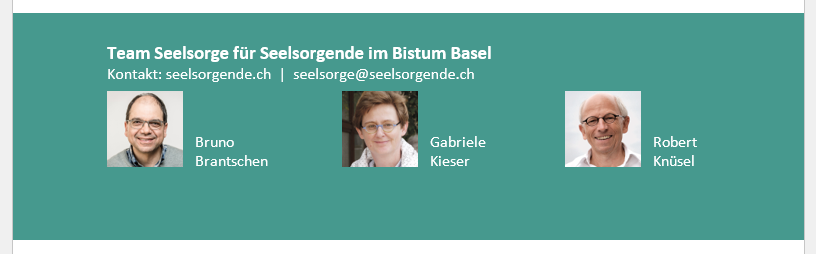 Team Seelsorge für Seelsorgende im Bistum Basel
Kontakt: seelsorgende.ch | seelsorge@seelsorgende.ch
Bruno
Brantschen
Gabriele
Kieser
Robert
Knüsel